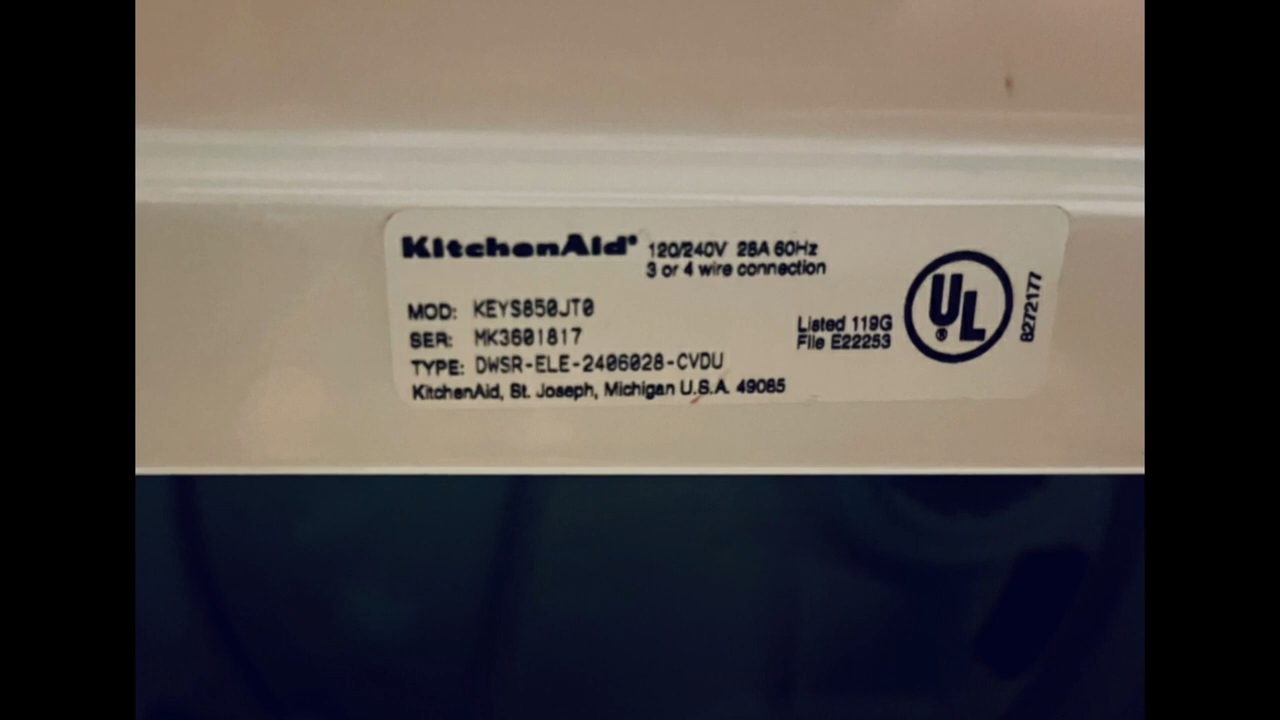 KitchenAid® 120/240V 28A 60Hz
3 or 4 wire connection
MOD: KEYS850JT0
SER: MK3601817
TYPE: DWSR-ELE-2406028-CVDU
KitchenAid, St. Joseph, Michigan U.S.A. 49085
Listed 119G
File E22253
UL ®
8272177